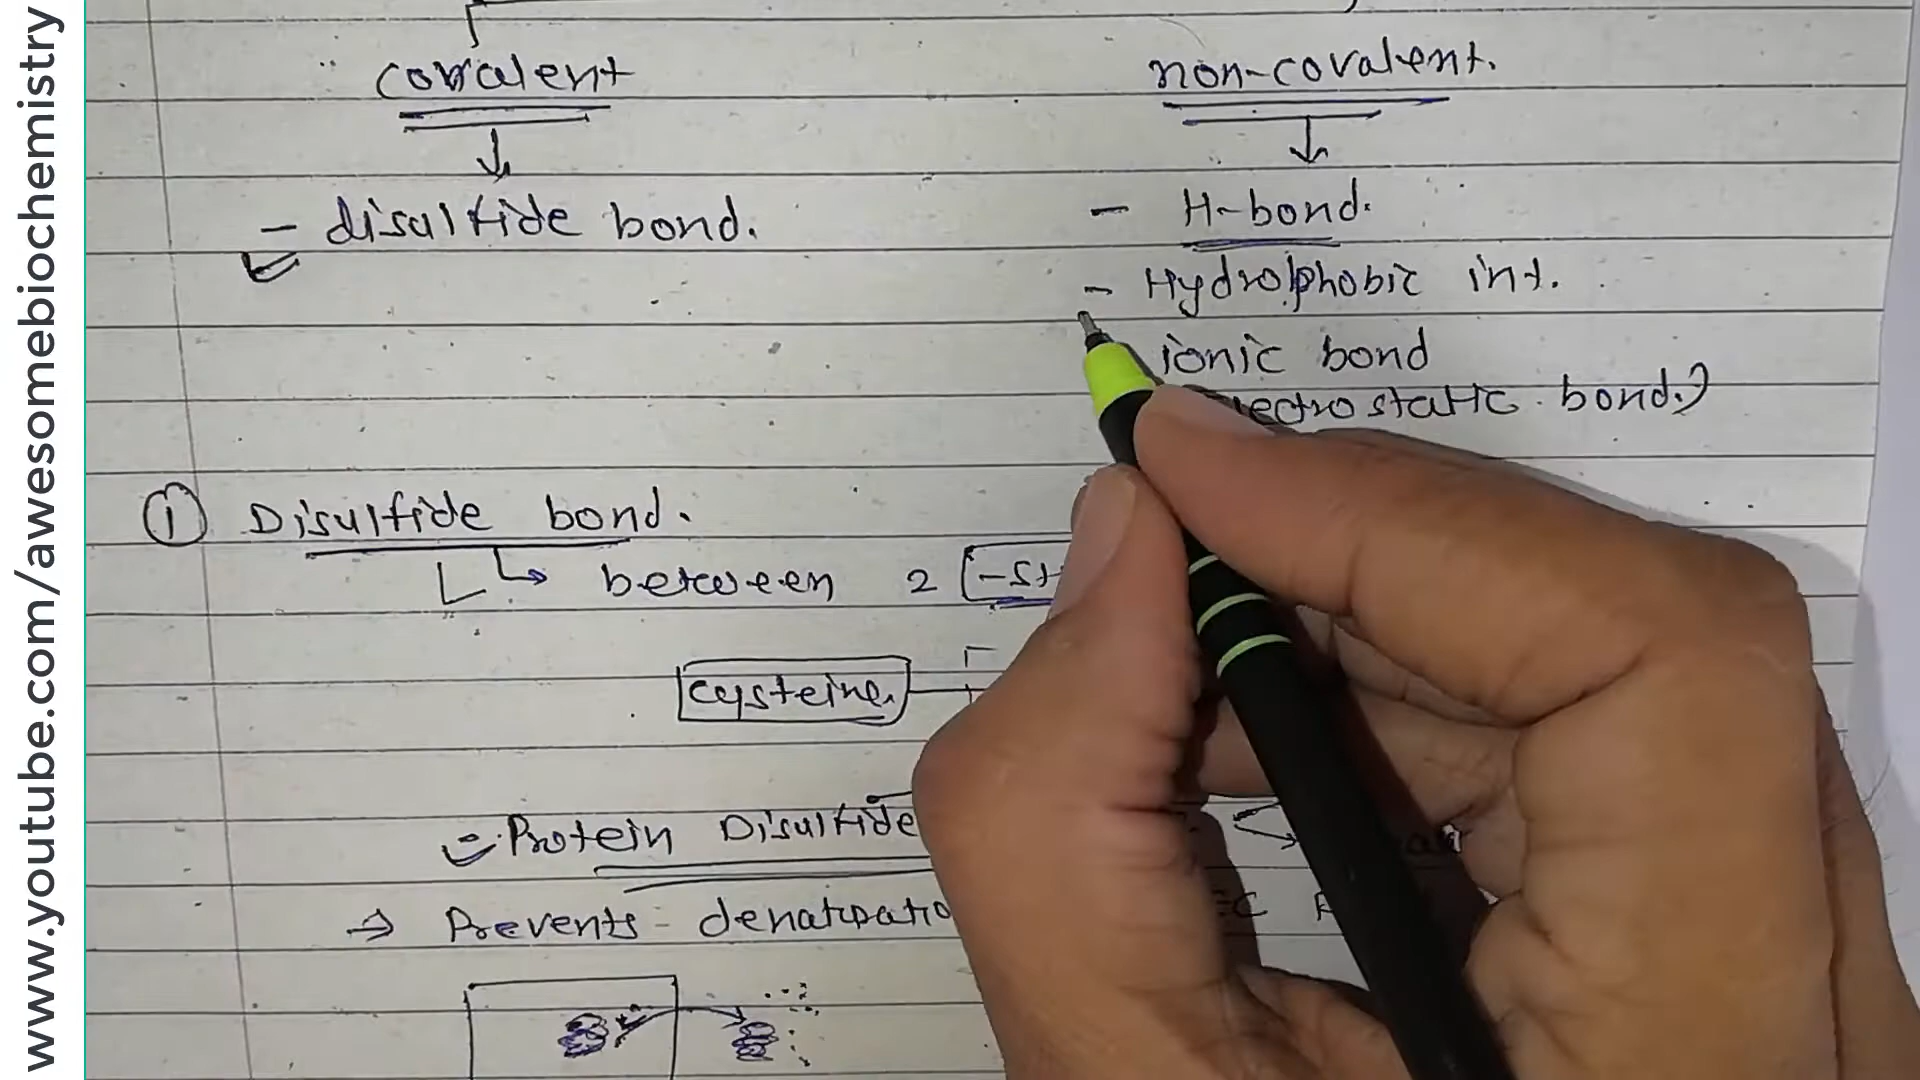 www.youtube.com/awesomebiochemistry
covalent
non-covalent.
- disulfide bond.
- H-bond.
- Hydrophobic int.
ionic bond
bond.)
① Disulfide bond.
between 2 -SH
cysteine.
Protein Disulfide
→ Prevents -